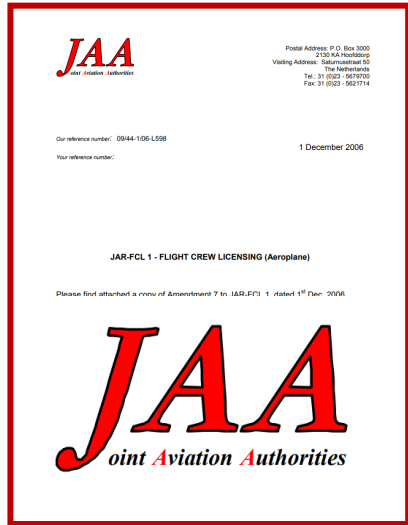 JAA
Joint Aviation Authorities
Postal Address: P.O. Box 3000
2130 KA Hoofddorp
Visiting Address: Saturnusstraat 50
The Netherlands
Tel.: 31 (0)23 - 5679700
Fax: 31 (0)23 - 5621714
Our reference number: 09/44-1/06-L598
1 December 2006
Your reference number:
JAR-FCL 1 - FLIGHT CREW LICENSING (Aeroplane)
Please find attached a copy of Amendment 7 to JAR-FCL 1, dated 1st Dec. 2006
JAA
Joint Aviation Authorities